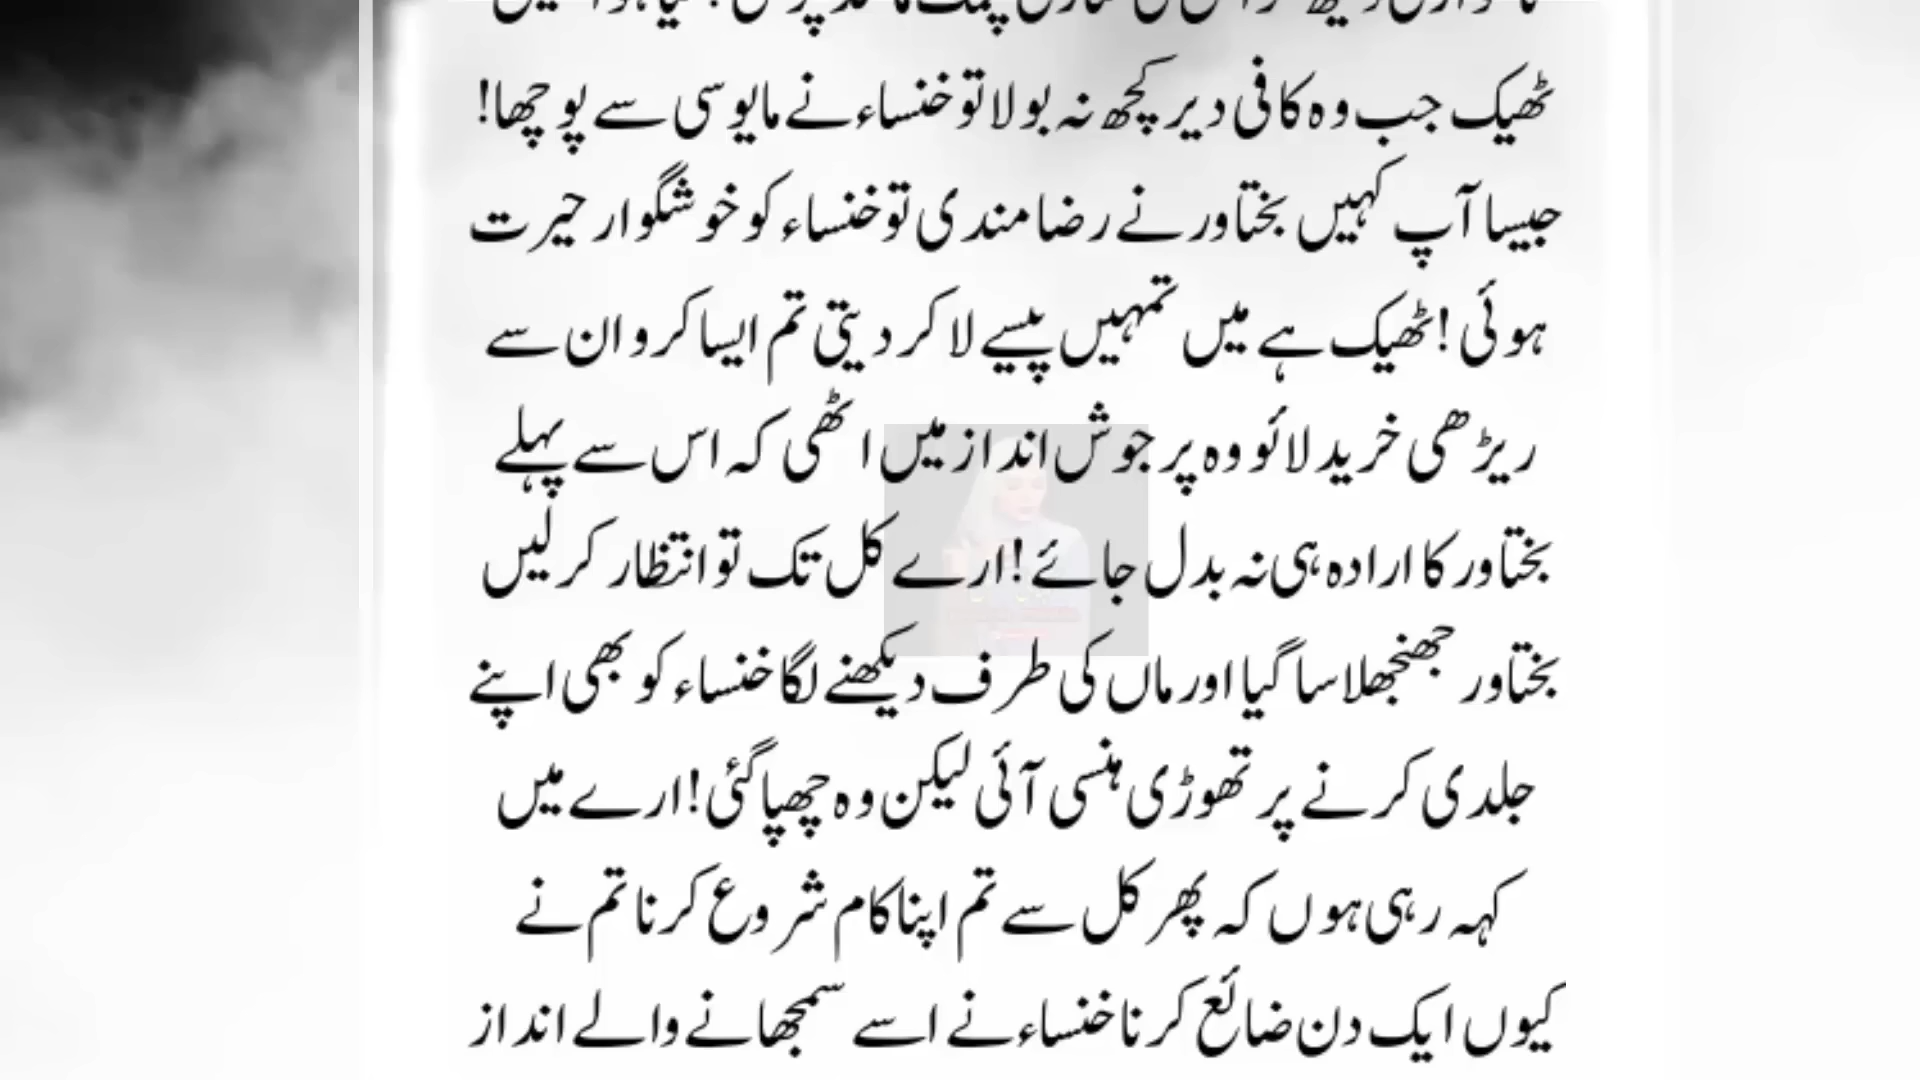 ٹھیک جب وہ کافی دیر کچھ نہ بولا تو خنساء نے مایوسی سے پوچھا!
جیسا آپ کہیں بختاور نے رضا مندی تو خنساء کو خوشگوار حیرت
ہوئی! ٹھیک ہے میں تمہیں پیسے لا کر دیتی تم ایسا کرو ان سے
ریڑھی خرید لائو وہ پر جوش انداز میں اٹھی کہ اس سے پہلے
بختاور کا ارادہ ہی نہ بدل جائے! ارے کل تک تو انتظار کر لیں
بختاور جھنجھلا سا گیا اور ماں کی طرف دیکھنے لگا خنساء کو بھی اپنے
جلدی کرنے پر تھوڑی ہنسی آئی لیکن وہ چھپا گئی! ارے میں
کہہ رہی ہوں کہ پھر کل سے تم اپنا کام شروع کرنا تم نے
کیوں ایک دن ضائع کرنا خنساء نے اسے سمجھانے والے انداز